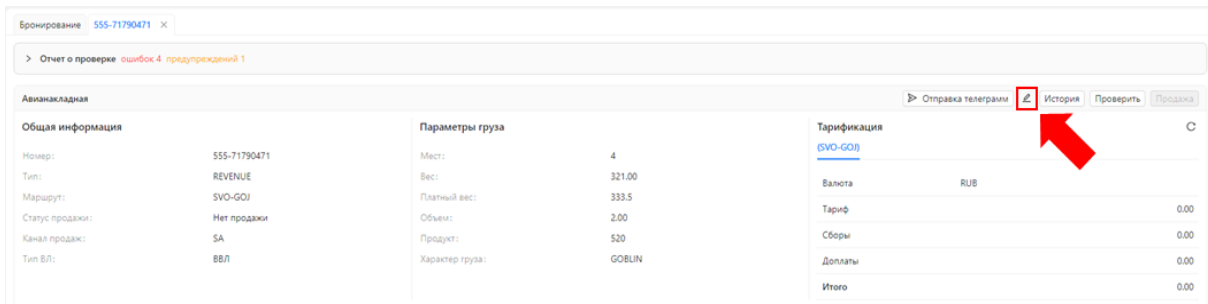 Бронирование 555-71790471 ×
> Отчет о проверке ошибок 4 предупреждений 1
Авианакладная Отправка телеграмм История Проверить Продажа
Общая информация Параметры груза Тарификация
(SVO-GOJ)
Номер: 555-71790471 Мест: 4
Тип: REVENUE Вес: 321.00 Валюта RUB
Маршрут: SVO-GOJ Платный вес: 333.5
Статус продажи: Нет продажи Объем: 2.00 Тариф 0.00
Канал продаж: SA Продукт: 520 Сборы 0.00
Тип ВЛ: ВВЛ Характер груза: GOBLIN Доплаты 0.00
Итого 0.00